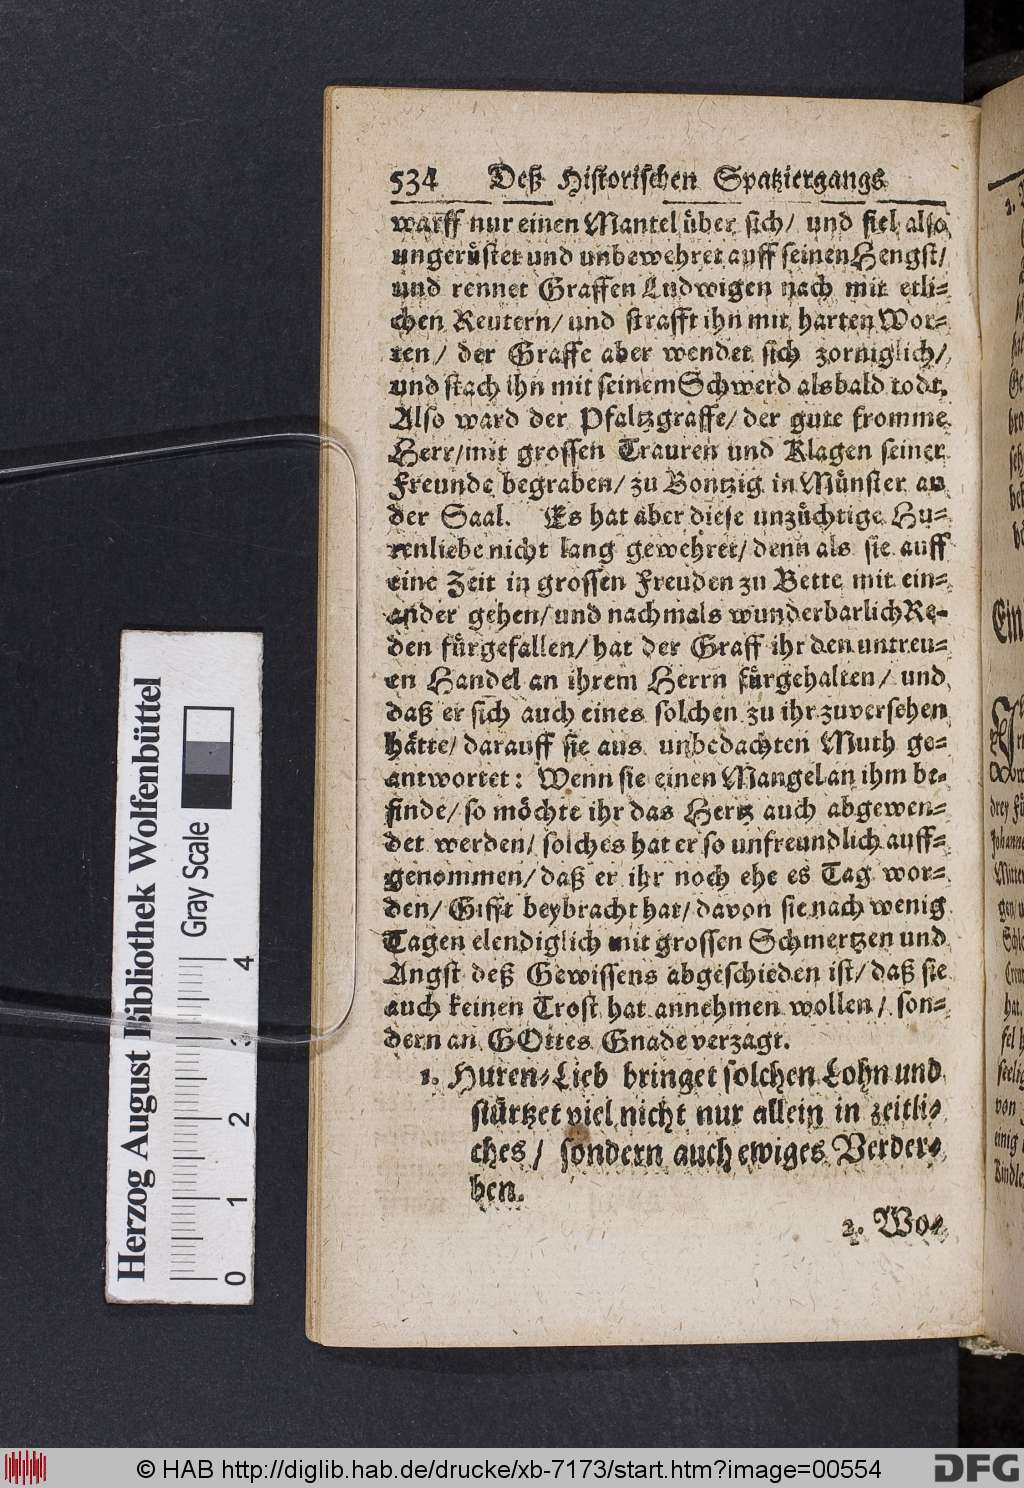 534 Deß Historischen Spatziergangs
warff nur einen Mantel über sich/ und fiel also
ungerüstet und unbewehret auff seinen Hengst/
und rennet Graffen Ludwigen nach mit etli-
chen Reutern/ und strafft ihn mit harten Wor-
ten/ der Graffe aber wendet sich zorniglich/
und stach ihn mit seinem Schwerd alsbald todt.
Also ward der Pfaltzgraffe/ der gute fromme
Herr/ mit grossen Trauren und Klagen seiner
Freunde begraben/ zu Bontzig in Münster an
der Saal. Es hat aber diese unzüchtige Hu-
renliebe nicht lang gewehret/ denn als sie auff
eine Zeit in grossen Freuden zu Bette mit ein-
ander gehen/ und nachmals wunderbarlich Re-
den fürgefallen/ hat der Graff ihr den untreu-
en Handel an ihrem Herrn fürgehalten/ und
daß er sich auch eines solchen zu ihr zuversehen
hätte/ darauff sie aus unbedachten Muth ge-
antwortet: Wenn sie einen Mangel an ihm be-
finde/ so möchte ihr das Hertz auch abgewen-
det werden/ solches hat er so unfreundlich auff-
genommen/ daß er ihr noch ehe es Tag wor-
den/ Gifft beybracht hat/ davon sie nach wenig
Tagen elendiglich mit grossen Schmertzen und
Angst deß Gewissens abgeschieden ist/ daß sie
auch keinen Trost hat annehmen wollen/ son-
dern an GOttes Gnade verzagt.
1. Huren-Lieb bringet solchen Lohn und
stürtzet viel nicht nur allein in zeitli-
ches/ sondern auch ewiges Verder-
ben.
2. Wo-
Herzog August Bibliothek Wolfenbüttel
Gray Scale
0 1 2 3 4
© HAB http://diglib.hab.de/drucke/xb-7173/start.htm?image=00554
DFG